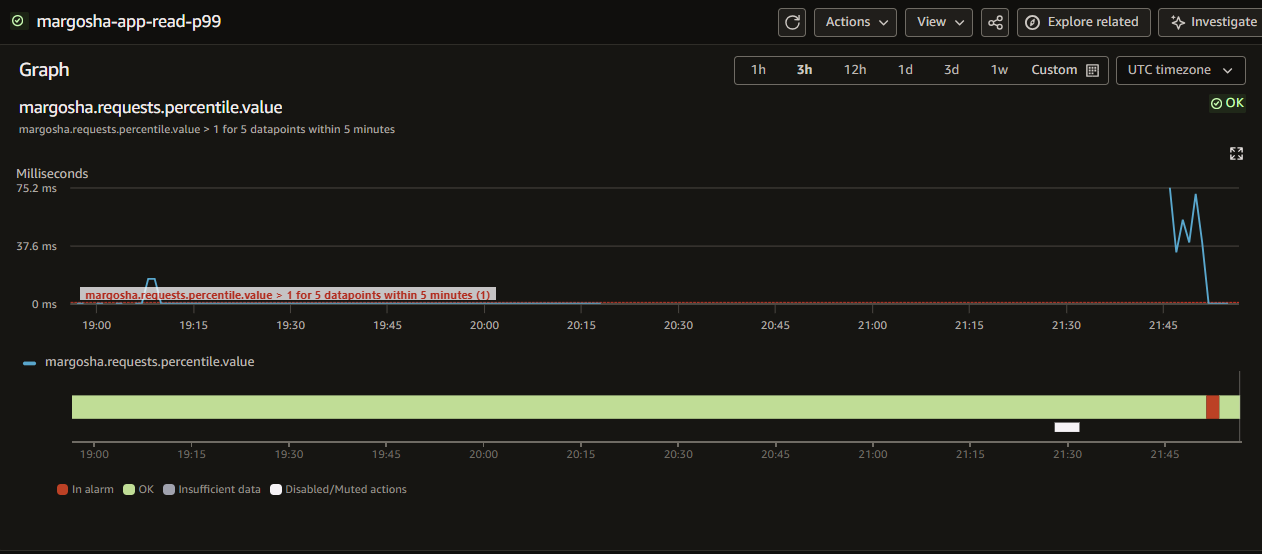 margosha-app-read-p99
Actions View Explore related Investigate
Graph
1h 3h 12h 1d 3d 1w Custom UTC timezone
margosha.requests.percentile.value
OK
margosha.requests.percentile.value > 1 for 5 datapoints within 5 minutes
Milliseconds
75.2 ms
37.6 ms
margosha.requests.percentile.value > 1 for 5 datapoints within 5 minutes (1)
0 ms
19:00 19:15 19:30 19:45 20:00 20:15 20:30 20:45 21:00 21:15 21:30 21:45
margosha.requests.percentile.value
19:00 19:15 19:30 19:45 20:00 20:15 20:30 20:45 21:00 21:15 21:30 21:45
In alarm OK Insufficient data Disabled/Muted actions